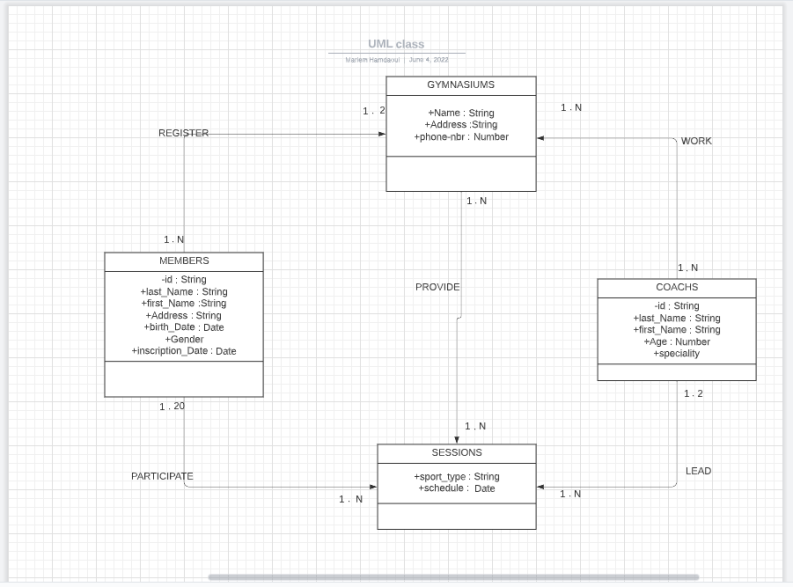 UML class
Mariem Hamdaoui | June 4, 2022
GYMNASIUMS
+Name : String
+Address :String
+phone-nbr : Number
1 . 2
1 . N
REGISTER
WORK
1 . N
1 . N
PROVIDE
1 . N
MEMBERS
-id : String
+last_Name : String
+first_Name :String
+Address : String
+birth_Date : Date
+Gender
+inscription_Date : Date
COACHS
-id : String
+last_Name : String
+first_Name : String
+Age : Number
+speciality
1 . 20
1 . 2
1 . N
SESSIONS
+sport_type : String
+schedule : Date
PARTICIPATE
LEAD
1 . N
1 . N